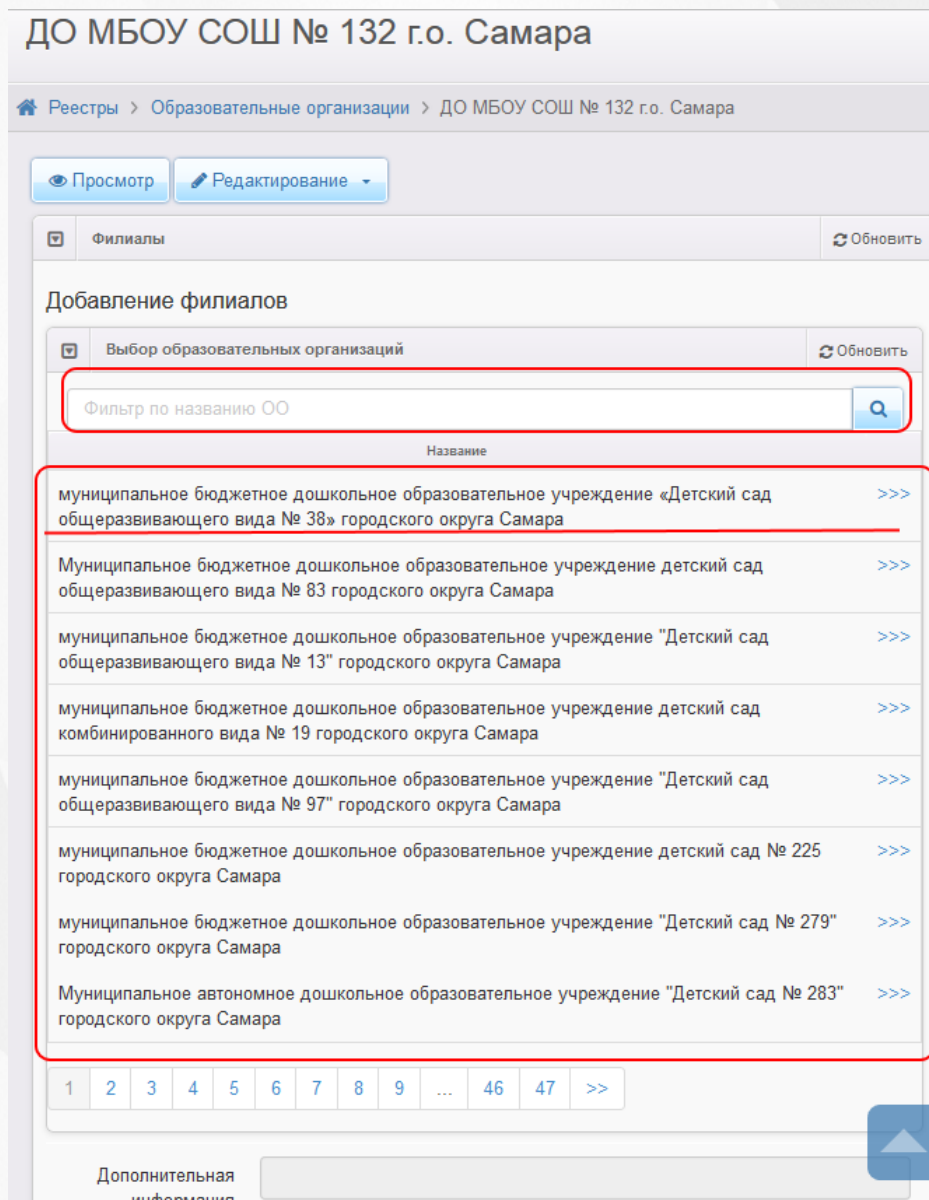 ДО МБОУ СОШ № 132 г.о. Самара
Реестры > Образовательные организации > ДО МБОУ СОШ № 132 г.о. Самара
Просмотр Редактирование
Филиалы Обновить
Добавление филиалов
Выбор образовательных организаций Обновить
Фильтр по названию ОО
Название
муниципальное бюджетное дошкольное образовательное учреждение «Детский сад >>>
общеразвивающего вида № 38» городского округа Самара
Муниципальное бюджетное дошкольное образовательное учреждение детский сад >>>
общеразвивающего вида № 83 городского округа Самара
муниципальное бюджетное дошкольное образовательное учреждение "Детский сад >>>
общеразвивающего вида № 13" городского округа Самара
муниципальное бюджетное дошкольное образовательное учреждение детский сад >>>
комбинированного вида № 19 городского округа Самара
муниципальное бюджетное дошкольное образовательное учреждение "Детский сад >>>
общеразвивающего вида № 97" городского округа Самара
муниципальное бюджетное дошкольное образовательное учреждение детский сад № 225 >>>
городского округа Самара
муниципальное бюджетное дошкольное образовательное учреждение "Детский сад № 279" >>>
городского округа Самара
Муниципальное автономное дошкольное образовательное учреждение "Детский сад № 283" >>>
городского округа Самара
1 2 3 4 5 6 7 8 9 ... 46 47 >>
Дополнительная
информация